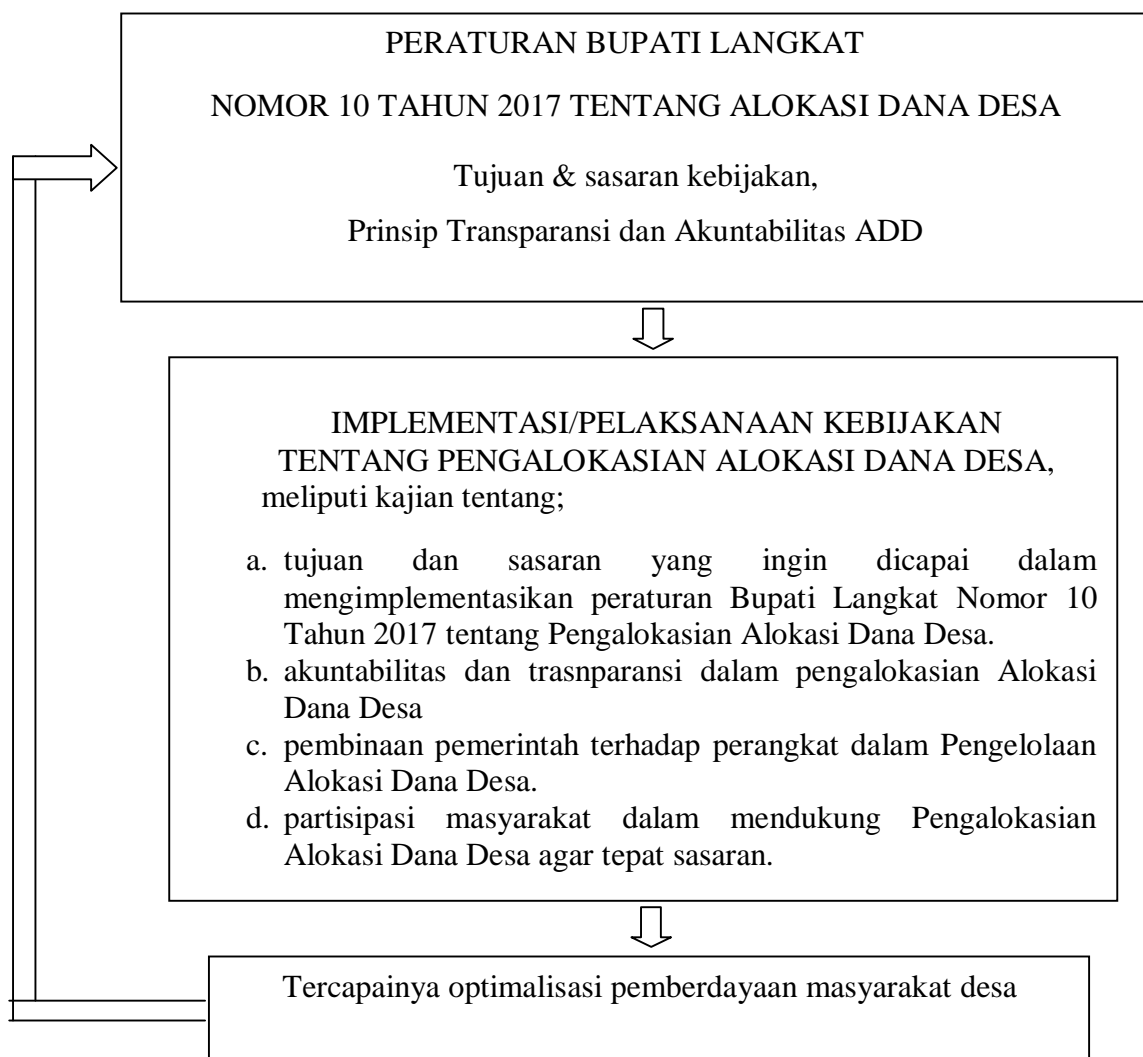 PERATURAN BUPATI LANGKAT
NOMOR 10 TAHUN 2017 TENTANG ALOKASI DANA DESA
Tujuan & sasaran kebijakan,
Prinsip Transparansi dan Akuntabilitas ADD
IMPLEMENTASI/PELAKSANAAN KEBIJAKAN
TENTANG PENGALOKASIAN ALOKASI DANA DESA,
meliputi kajian tentang;
a. tujuan dan sasaran yang ingin dicapai dalam
mengimplementasikan peraturan Bupati Langkat Nomor 10
Tahun 2017 tentang Pengalokasian Alokasi Dana Desa.
b. akuntabilitas dan trasnparansi dalam pengalokasian Alokasi
Dana Desa
c. pembinaan pemerintah terhadap perangkat dalam Pengelolaan
Alokasi Dana Desa.
d. partisipasi masyarakat dalam mendukung Pengalokasian
Alokasi Dana Desa agar tepat sasaran.
Tercapainya optimalisasi pemberdayaan masyarakat desa